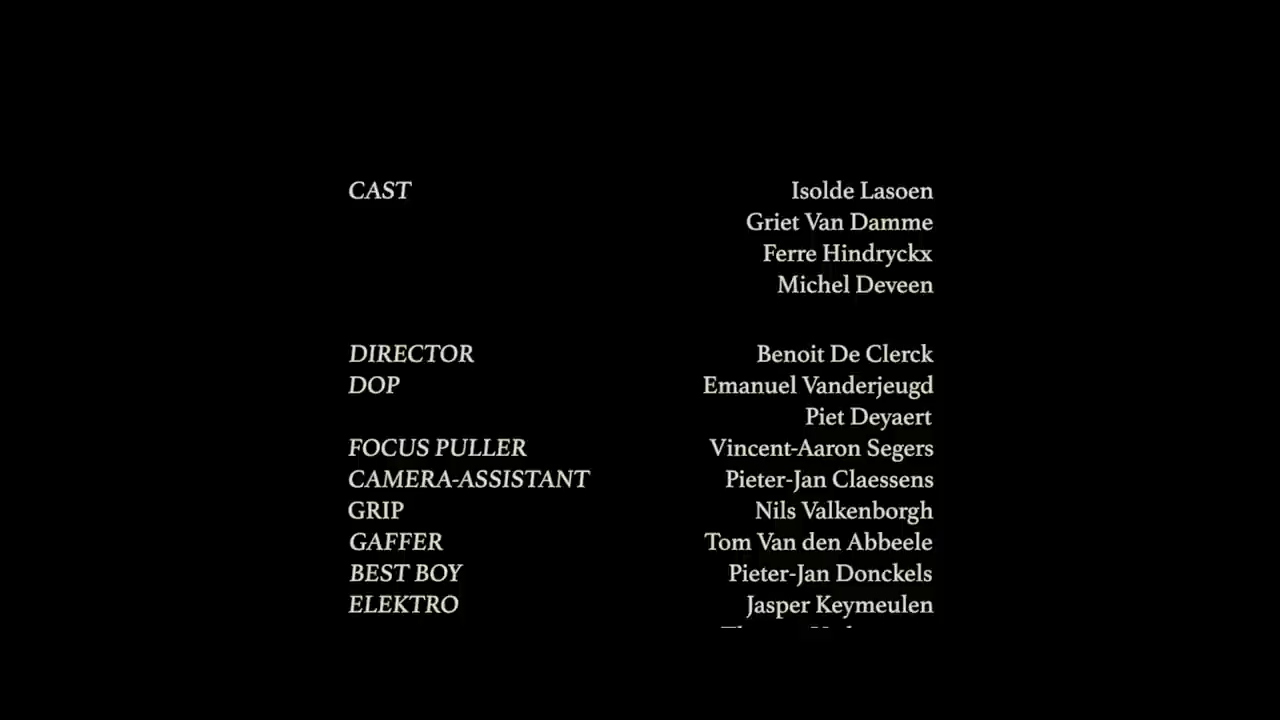 CAST Isolde Lasoen
Griet Van Damme
Ferre Hindryckx
Michel Deveen
DIRECTOR Benoit De Clerck
DOP Emanuel Vanderjeugd
Piet Deyaert
FOCUS PULLER Vincent-Aaron Segers
CAMERA-ASSISTANT Pieter-Jan Claessens
GRIP Nils Valkenborgh
GAFFER Tom Van den Abbeele
BEST BOY Pieter-Jan Donckels
ELEKTRO Jasper Keymeulen